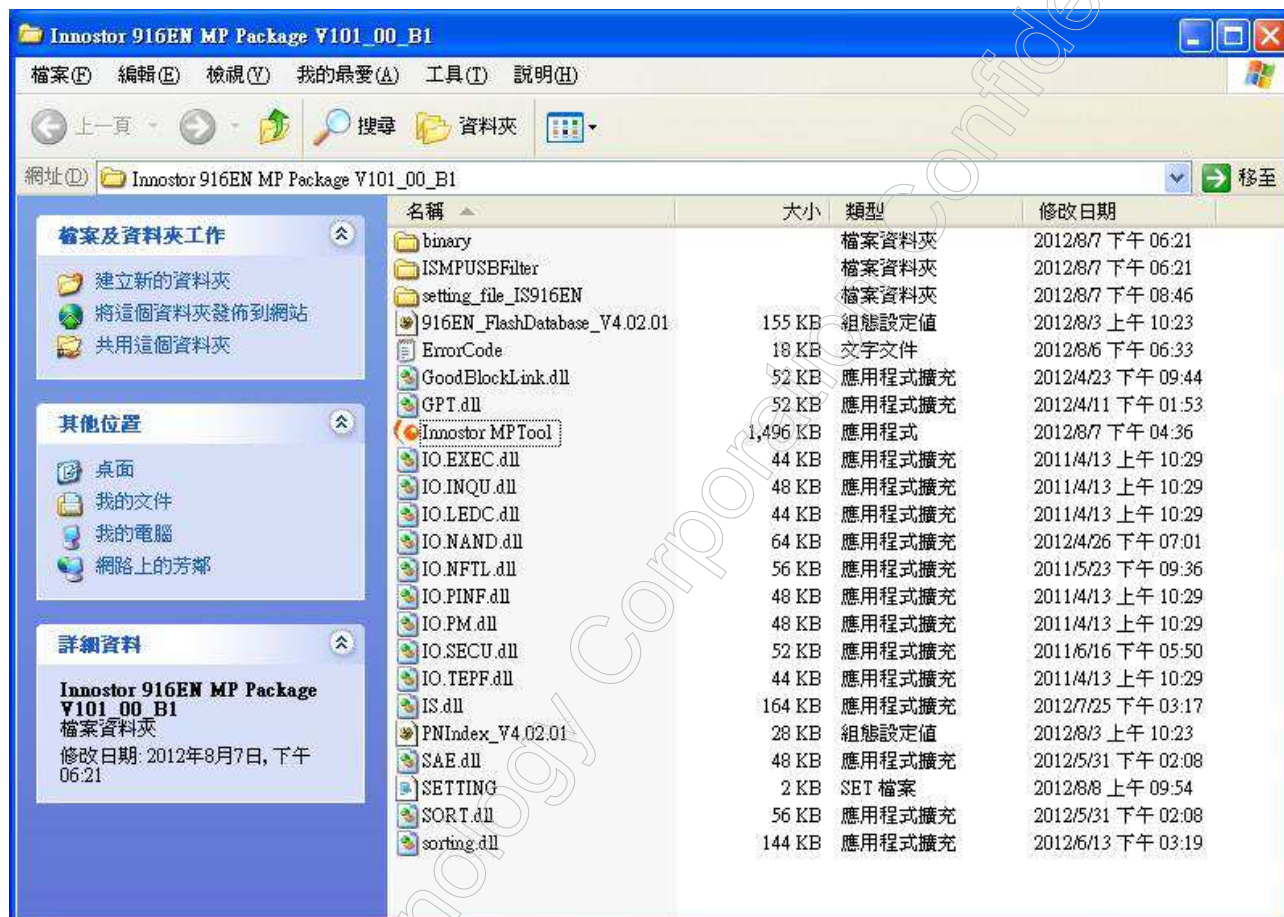 Innostor 916EN MP Package V101_00_B1
檔案(F) 編輯(E) 檢視(V) 我的最愛(A) 工具(T) 說明(H)
上一頁 搜尋 資料夾
網址(D) Innostor 916EN MP Package V101_00_B1 移至
檔案及資料夾工作
建立新的資料夾
將這個資料夾發佈到網站
共用這個資料夾
其他位置
桌面
我的文件
我的電腦
網路上的芳鄰
詳細資料
Innostor 916EN MP Package
V101_00_B1
檔案資料夾
修改日期: 2012年8月7日, 下午
06:21
名稱 大小 類型 修改日期
binary 檔案資料夾 2012/8/7 下午 06:21
ISMPUSBFilter 檔案資料夾 2012/8/7 下午 06:21
setting_file_IS916EN 檔案資料夾 2012/8/7 下午 08:46
916EN_FlashDatabase_V4.02.01 155 KB 組態設定值 2012/8/3 上午 10:23
ErrorCode 18 KB 文字文件 2012/8/6 下午 06:33
GoodBlockLink.dll 52 KB 應用程式擴充 2012/4/23 下午 09:44
GPT.dll 52 KB 應用程式擴充 2012/4/11 下午 01:53
Innostor MPTool 1,496 KB 應用程式 2012/8/7 下午 04:36
IO.EXEC.dll 44 KB 應用程式擴充 2011/4/13 上午 10:29
IO.INQU.dll 48 KB 應用程式擴充 2011/4/13 上午 10:29
IO.LEDC.dll 44 KB 應用程式擴充 2011/4/13 上午 10:29
IO.NAND.dll 64 KB 應用程式擴充 2012/4/26 下午 07:01
IO.NFTL.dll 56 KB 應用程式擴充 2011/5/23 下午 09:36
IO.PINF.dll 48 KB 應用程式擴充 2011/4/13 上午 10:29
IO.PM.dll 48 KB 應用程式擴充 2011/4/13 上午 10:29
IO.SECU.dll 52 KB 應用程式擴充 2011/6/16 下午 05:50
IO.TEPF.dll 44 KB 應用程式擴充 2011/4/13 上午 10:29
IS.dll 164 KB 應用程式擴充 2012/7/25 下午 03:17
PNIndex_V4.02.01 28 KB 組態設定值 2012/8/3 上午 10:23
SAE.dll 48 KB 應用程式擴充 2012/5/31 下午 02:08
SETTING 2 KB SET 檔案 2012/8/8 上午 09:54
SORT.dll 56 KB 應用程式擴充 2012/5/31 下午 02:08
sorting.dll 144 KB 應用程式擴充 2012/6/13 下午 03:19
nology Corporation Confide